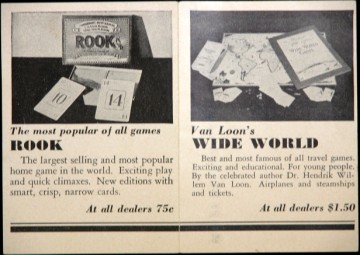 ROOK
10
14
The most popular of all games
ROOK
The largest selling and most popular
home game in the world. Exciting play
and quick climaxes. New editions with
smart, crisp, narrow cards.
At all dealers 75c
Van Loon's
WIDE WORLD
Best and most famous of all travel games.
Exciting and educational. For young people.
By the celebrated author Dr. Hendrik Wil-
lem Van Loon. Airplanes and steamships
and tickets.
At all dealers $1.50